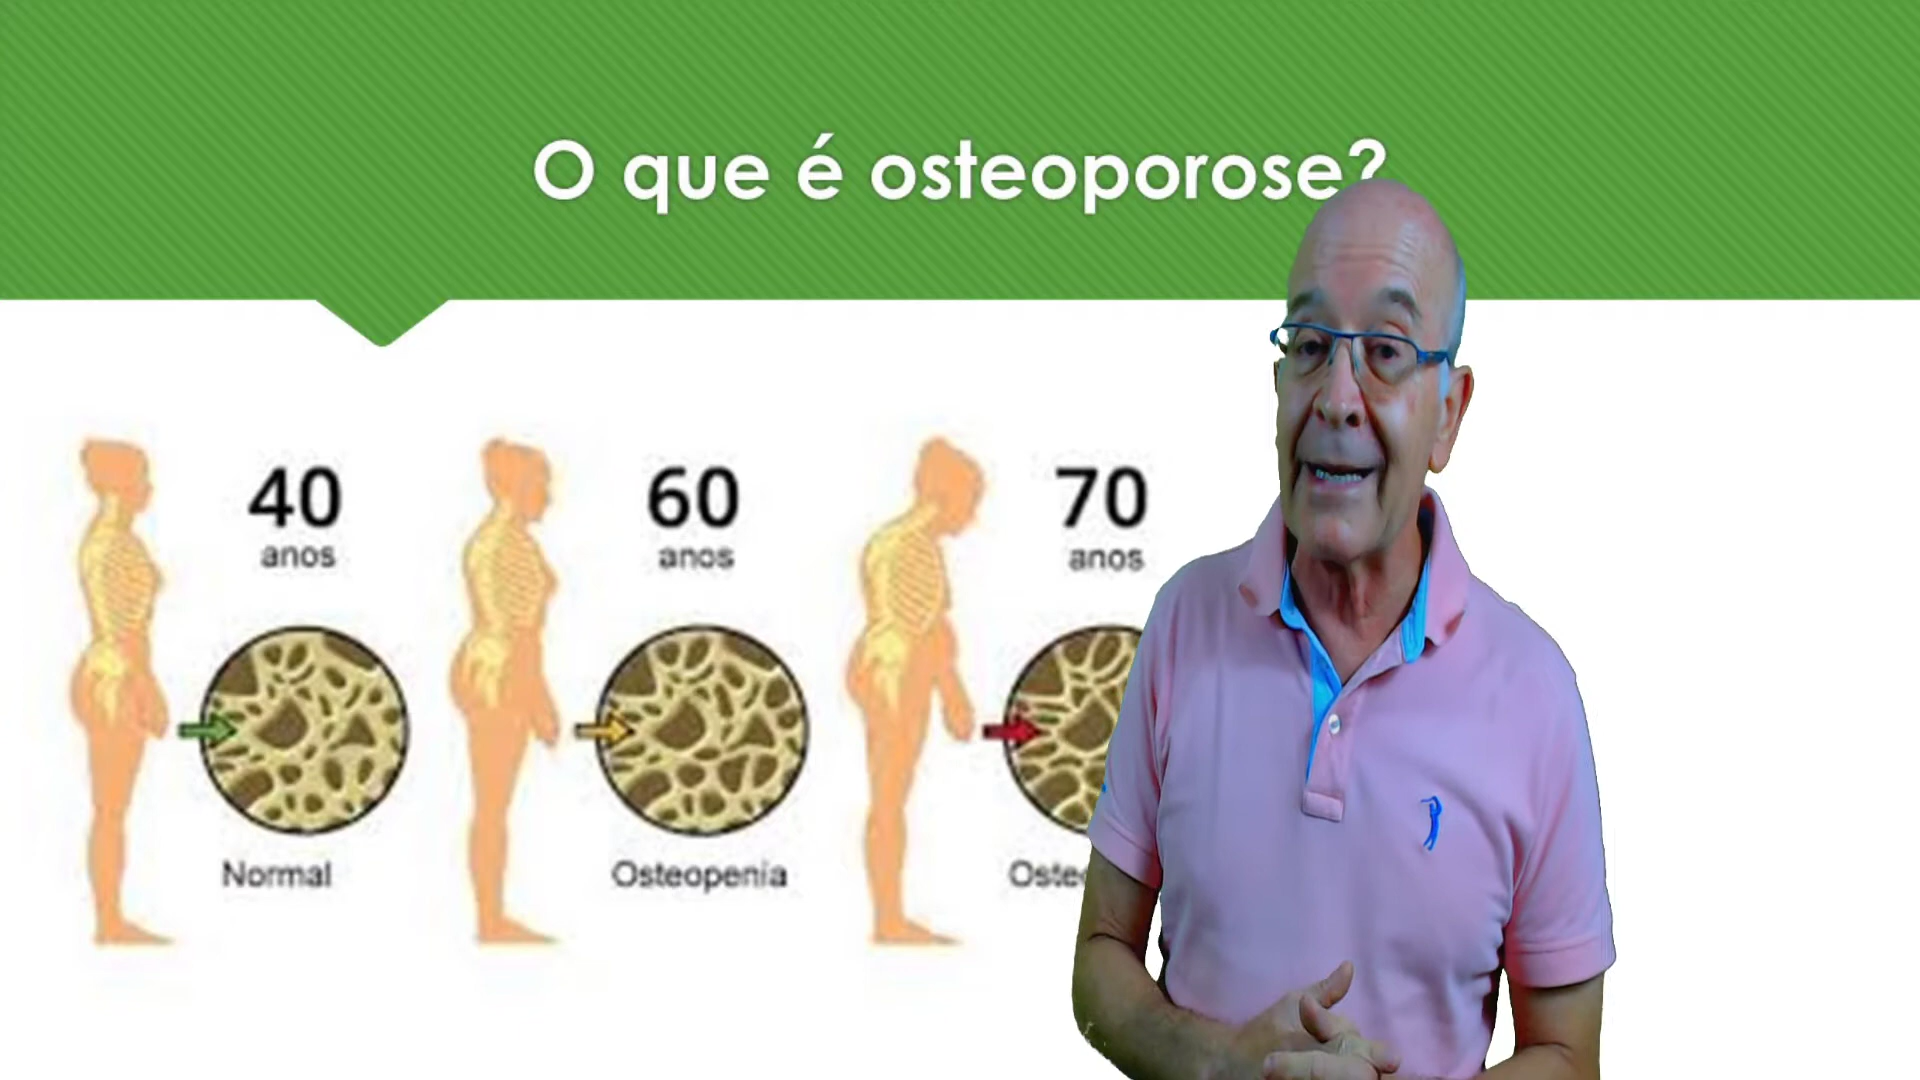 O que é osteoporose?
40
anos
60
anos
70
anos
Normal
Osteopenia